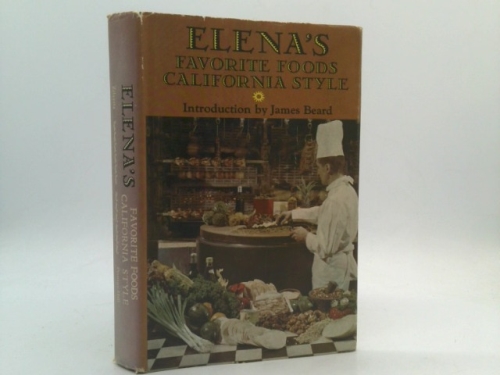 ELENA'S
FAVORITE FOODS
CALIFORNIA STYLE
Introduction by James Beard
ELENA'S
FAVORITE FOODS
CALIFORNIA STYLE